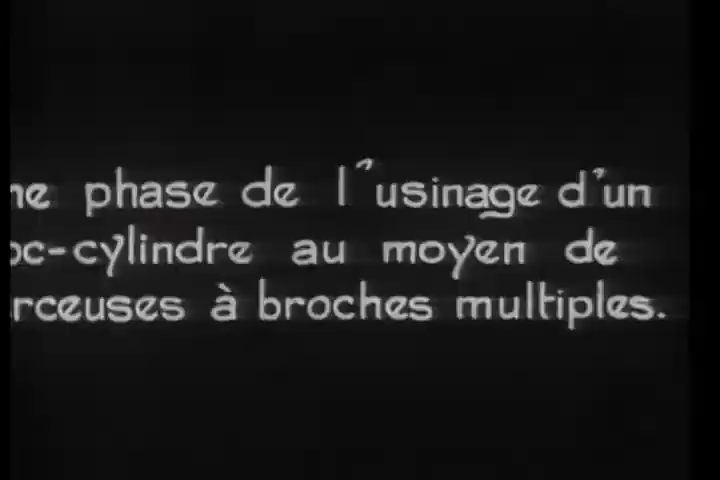 ne phase de l'usinage d'un
oc-cylindre au moyen de
rceuses à broches multiples.